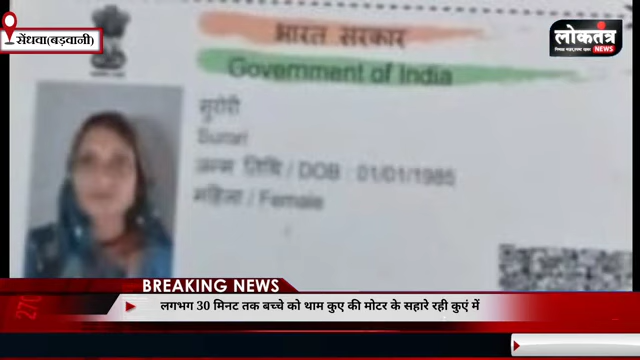 सेंधवा(बड़वानी)
लोकतंत्र
NEWS
भारत सरकार
Government of India
सुरोरी
Surari
जन्म तिथि / DOB : 01/01/1985
महिला / Female
BREAKING NEWS
लगभग 30 मिनट तक बच्चे को थाम कुए की मोटर के सहारे रही कुएं में